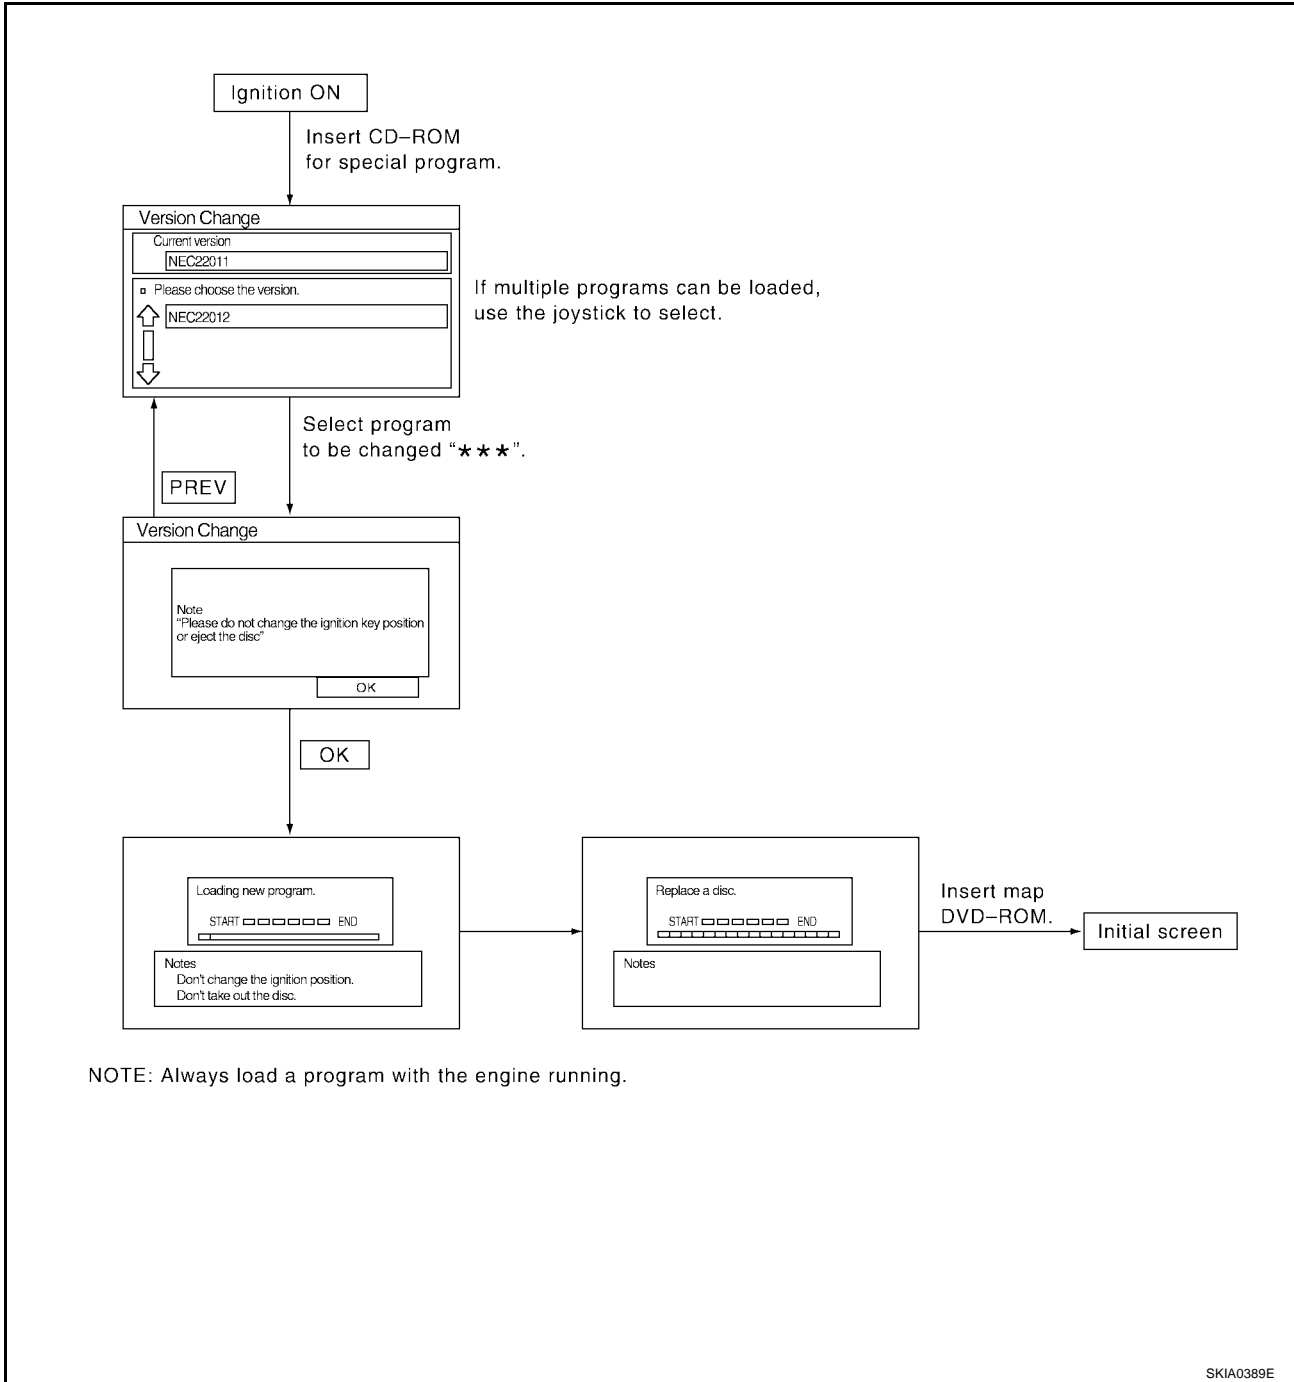 Ignition ON
Insert CD–ROM
for special program.
Version Change
Current version
NEC22011
Please choose the version.
NEC22012
If multiple programs can be loaded,
use the joystick to select.
Select program
to be changed “★★★”.
PREV
Version Change
Note
“Please do not change the ignition key position
or eject the disc”
OK
OK
Loading new program.
START END
Notes
Don't change the ignition position.
Don't take out the disc.
Replace a disc.
START END
Notes
Insert map
DVD–ROM.
Initial screen
NOTE: Always load a program with the engine running.
SKIA0389E